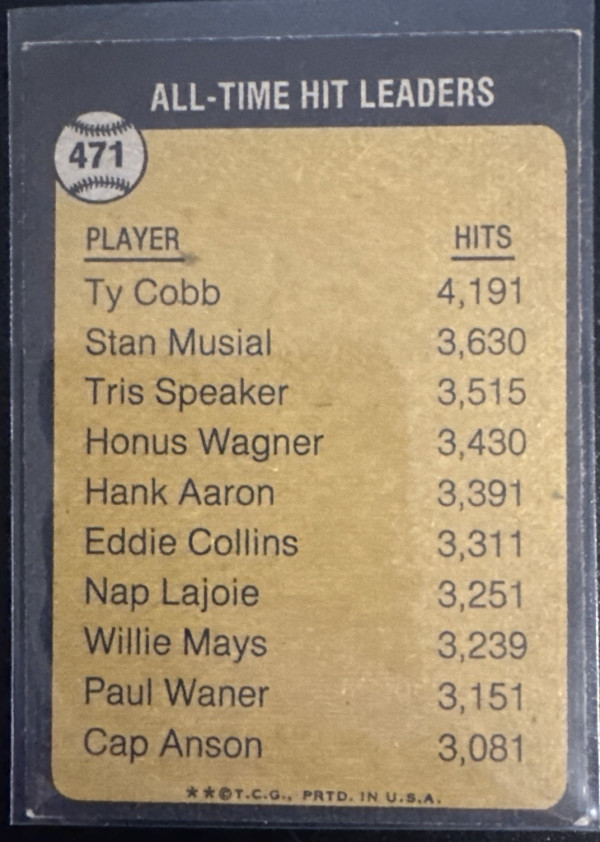 ALL-TIME HIT LEADERS
471
PLAYER HITS
Ty Cobb 4,191
Stan Musial 3,630
Tris Speaker 3,515
Honus Wagner 3,430
Hank Aaron 3,391
Eddie Collins 3,311
Nap Lajoie 3,251
Willie Mays 3,239
Paul Waner 3,151
Cap Anson 3,081
**©T.C.G., PRTD. IN U.S.A.